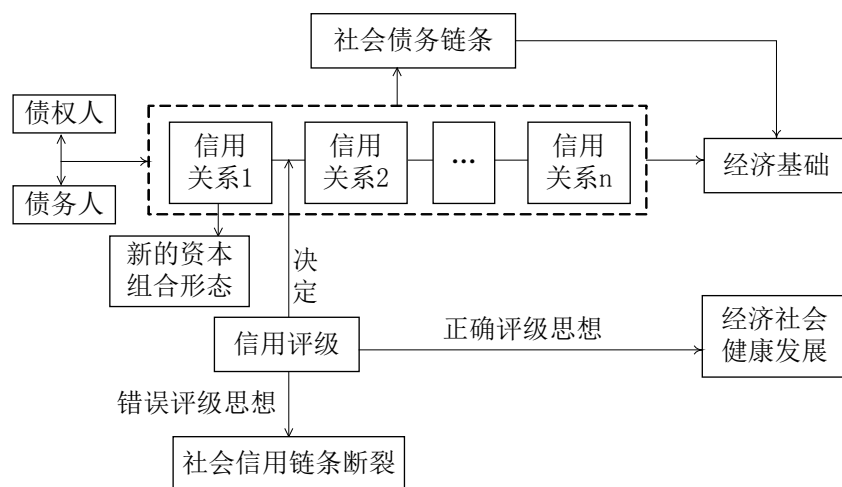 社会债务链条
债权人
债务人
信用
关系1
信用
关系2
…
信用
关系n
经济基础
新的资本
组合形态
决
定
信用评级
正确评级思想
经济社会
健康发展
错误评级思想
社会信用链条断裂